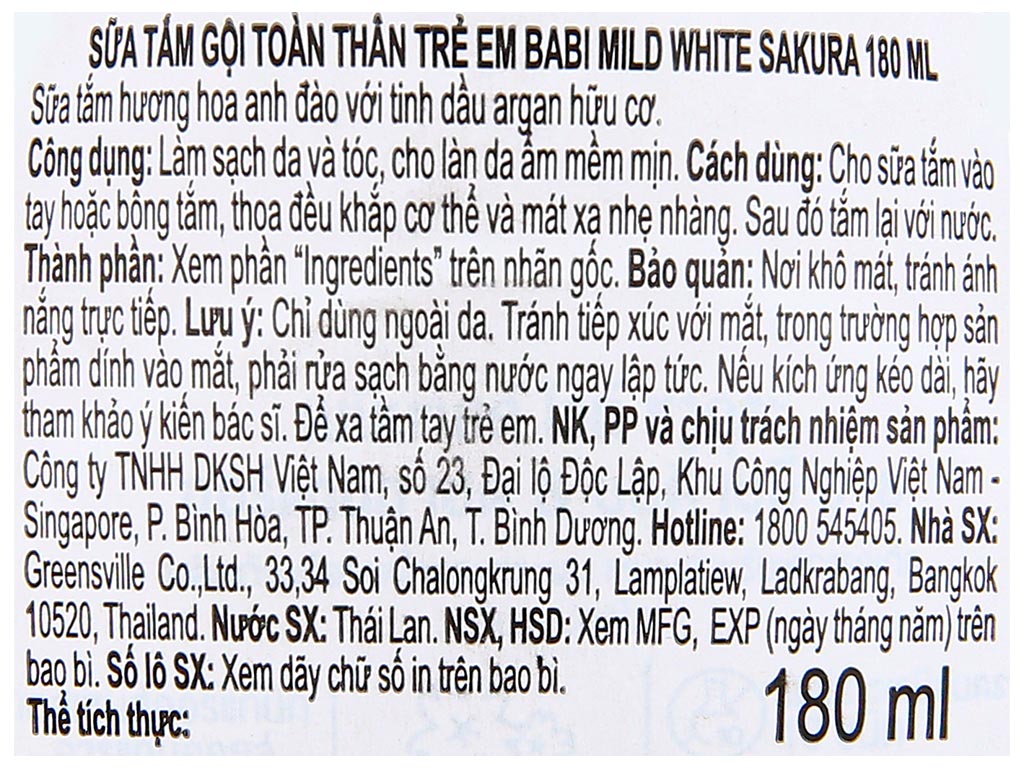 SỮA TẮM GỘI TOÀN THÂN TRẺ EM BABI MILD WHITE SAKURA 180 ML
Sữa tắm hương hoa anh đào với tinh dầu argan hữu cơ.
Công dụng: Làm sạch da và tóc, cho làn da ẩm mềm mịn. Cách dùng: Cho sữa tắm vào
tay hoặc bông tắm, thoa đều khắp cơ thể và mát xa nhẹ nhàng. Sau đó tắm lại với nước.
Thành phần: Xem phần “Ingredients” trên nhãn gốc. Bảo quản: Nơi khô mát, tránh ánh
nắng trực tiếp. Lưu ý: Chỉ dùng ngoài da. Tránh tiếp xúc với mắt, trong trường hợp sản
phẩm dính vào mắt, phải rửa sạch bằng nước ngay lập tức. Nếu kích ứng kéo dài, hãy
tham khảo ý kiến bác sĩ. Để xa tầm tay trẻ em. NK, PP và chịu trách nhiệm sản phẩm:
Công ty TNHH DKSH Việt Nam, số 23, Đại lộ Độc Lập, Khu Công Nghiệp Việt Nam -
Singapore, P. Bình Hòa, TP. Thuận An, T. Bình Dương. Hotline: 1800 545405. Nhà SX:
Greensville Co.,Ltd., 33,34 Soi Chalongkrung 31, Lamplatiew, Ladkrabang, Bangkok
10520, Thailand. Nước SX: Thái Lan. NSX, HSD: Xem MFG, EXP (ngày tháng năm) trên
bao bì. Số lô SX: Xem dãy chữ số in trên bao bì.
Thể tích thực: 180 ml